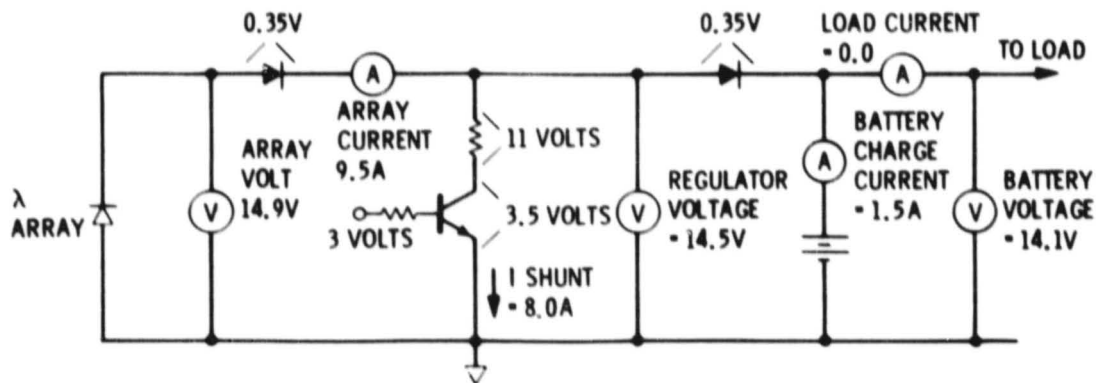 0.35V
0.35V
LOAD CURRENT
= 0.0
TO LOAD
A
A
ARRAY
CURRENT
9.5A
11 VOLTS
BATTERY
CHARGE
CURRENT
= 1.5A
A
ARRAY
VOLT
14.9V
V
λ
ARRAY
3 VOLTS
3.5 VOLTS
V
REGULATOR
VOLTAGE
= 14.5V
V
BATTERY
VOLTAGE
= 14.1V
I SHUNT
= 8.0A